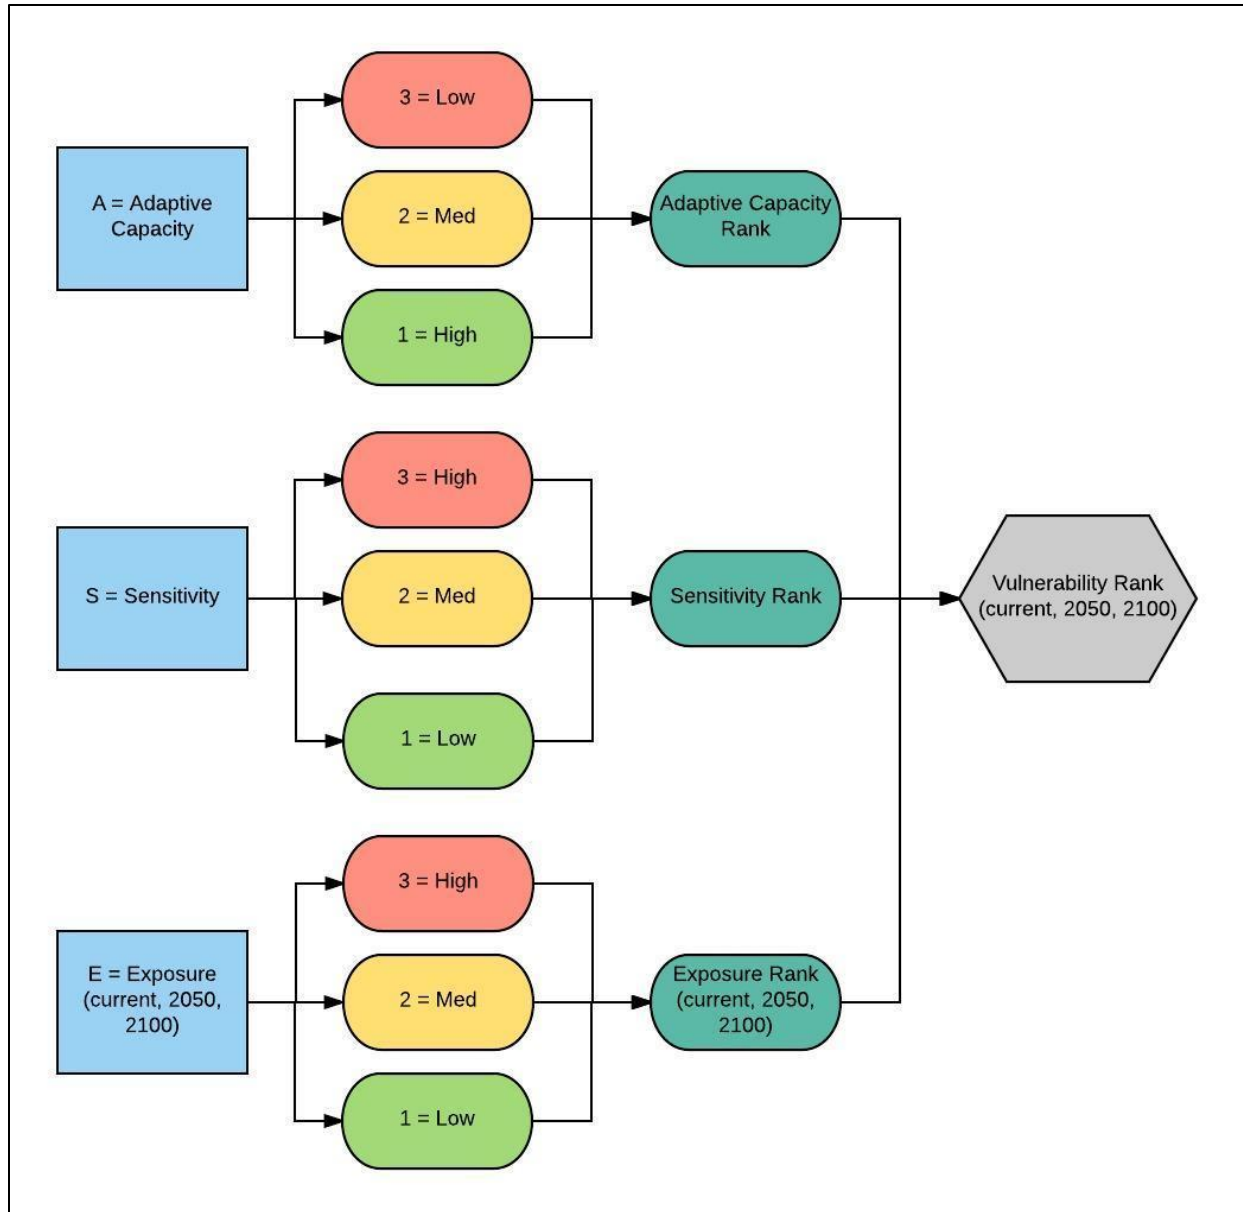 3 = Low
A = Adaptive
Capacity
2 = Med
Adaptive Capacity
Rank
1 = High
3 = High
S = Sensitivity
2 = Med
Sensitivity Rank
Vulnerability Rank
(current, 2050, 2100)
1 = Low
3 = High
E = Exposure
(current, 2050,
2100)
2 = Med
Exposure Rank
(current, 2050,
2100)
1 = Low